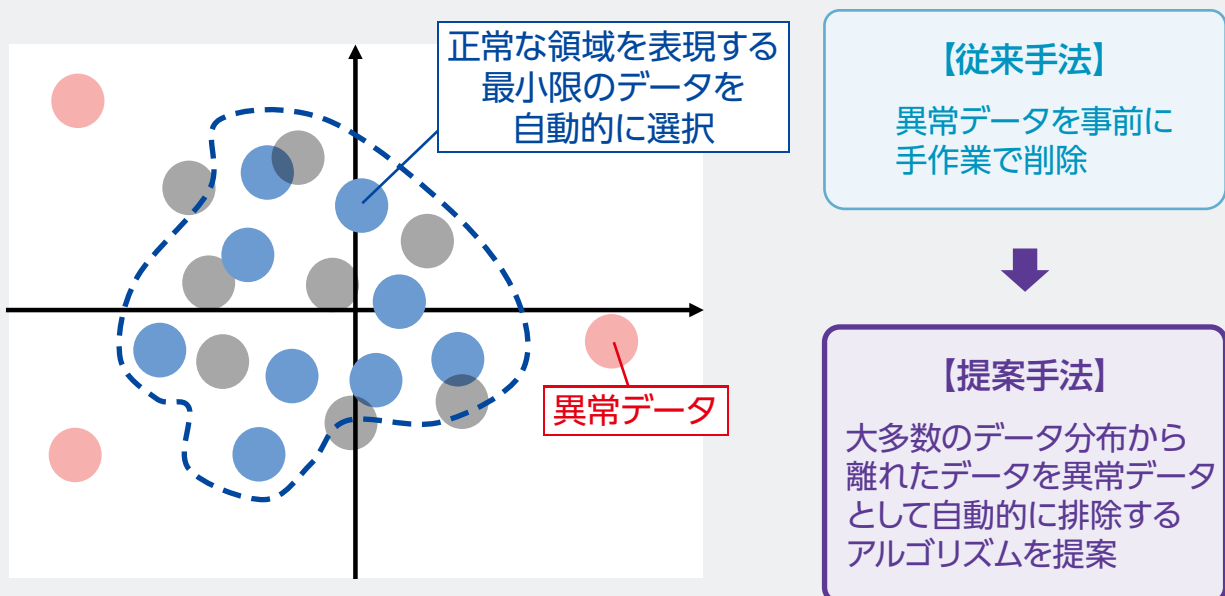 正常な領域を表現する
最小限のデータを
自動的に選択
異常データ
【従来手法】
異常データを事前に
手作業で削除
【提案手法】
大多数のデータ分布から
離れたデータを異常データ
として自動的に排除する
アルゴリズムを提案